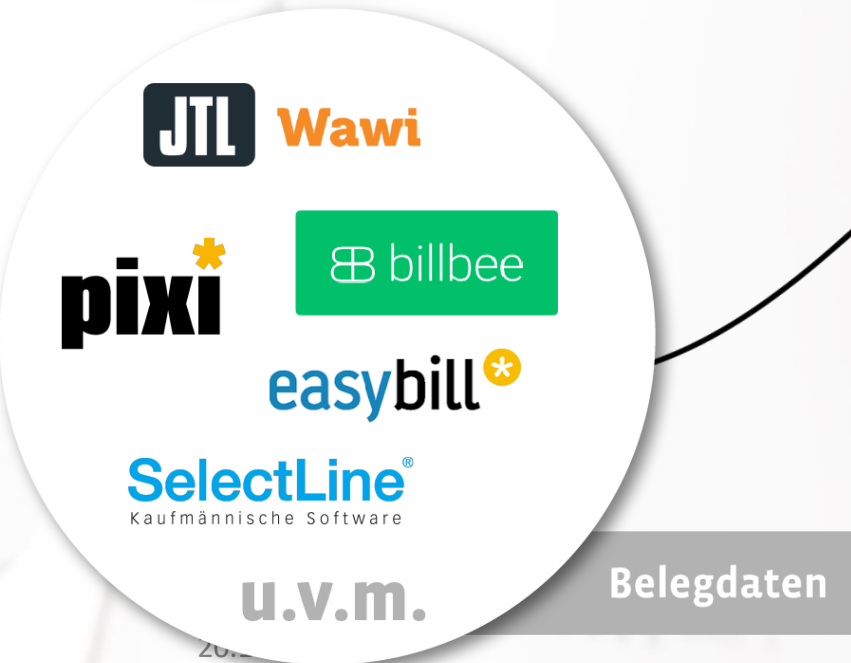 JTL Wawi
pixi*
billbee
easybill*
SelectLine®
Kaufmännische Software
u.v.m.
Belegdaten